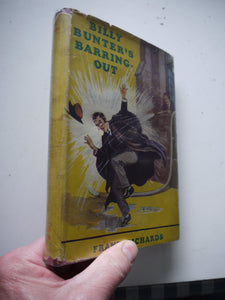 BILLY
BUNTER'S
BARRING-
OUT
FRANK RICHARDS